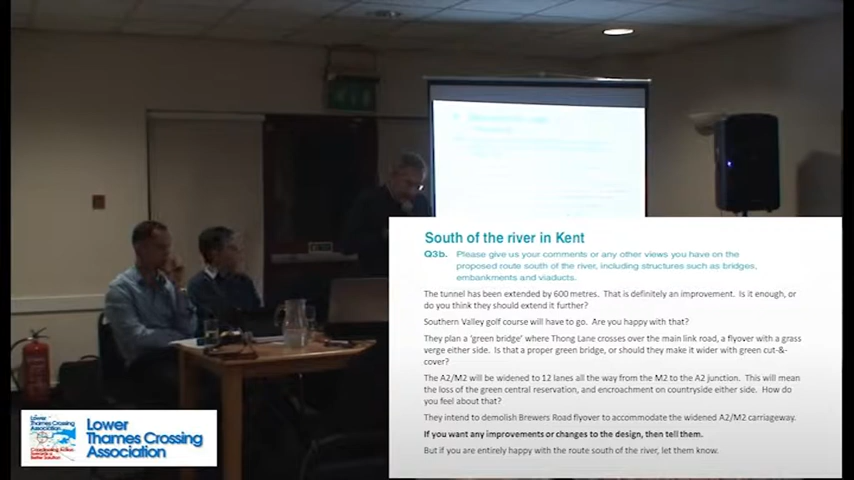 South of the river in Kent
Q3b. Please give us your comments or any other views you have on the
proposed route south of the river, including structures such as bridges,
embankments and viaducts.
The tunnel has been extended by 600 metres. That is definitely an improvement. Is it enough, or
do you think they should extend it further?
Southern Valley golf course will have to go. Are you happy with that?
They plan a 'green bridge' where Thong Lane crosses over the main link road, a flyover with a grass
verge either side. Is that a proper green bridge, or should they make it wider with green cut-&-
cover?
The A2/M2 will be widened to 12 lanes all the way from the M2 to the A2 junction. This will mean
the loss of the green central reservation, and encroachment on countryside either side. How do
you feel about that?
They intend to demolish Brewers Road flyover to accommodate the widened A2/M2 carriageway.
If you want any improvements or changes to the design, then tell them.
But if you are entirely happy with the route south of the river, let them know.
Lower
Thames Crossing
Association
Lower
Thames Crossing
Association